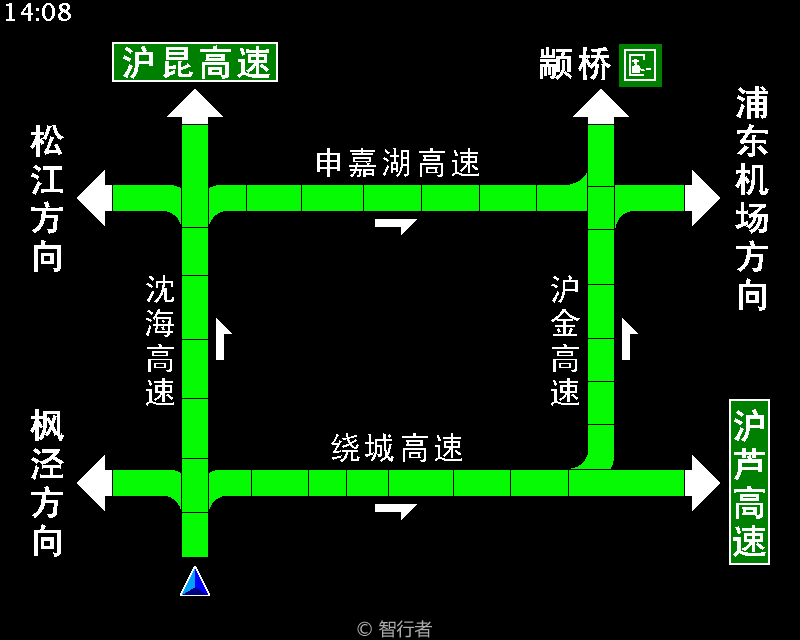 14:08
沪昆高速
颛桥
松江方向
申嘉湖高速
浦东机场方向
沈海高速
沪金高速
枫泾方向
绕城高速
沪芦高速
© 智行者